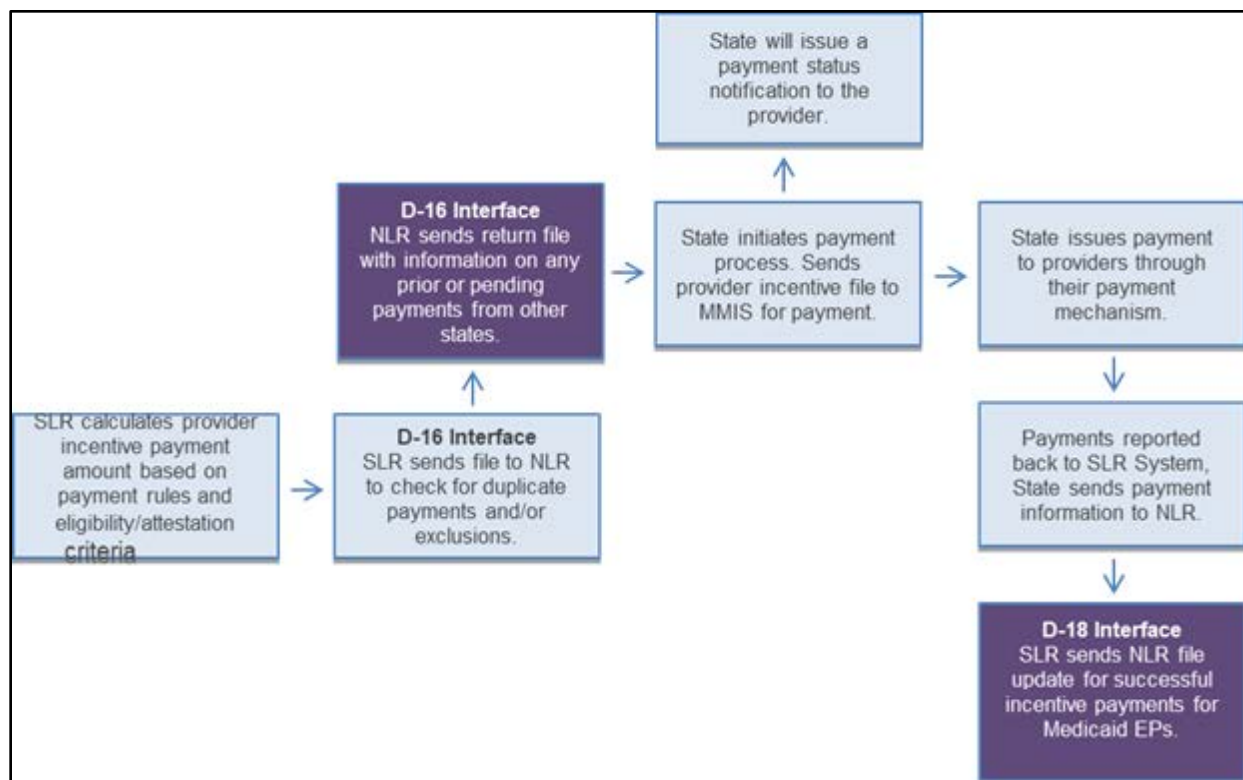 State will issue a
payment status
notification to the
provider.
D-16 Interface
NLR sends return file
with information on any
prior or pending
payments from other
states.
State initiates payment
process. Sends
provider incentive file to
MMIS for payment.
State issues payment
to providers through
their payment
mechanism.
SLR calculates provider
incentive payment
amount based on
payment rules and
eligibility/attestation
criteria
D-16 Interface
SLR sends file to NLR
to check for duplicate
payments and/or
exclusions.
Payments reported
back to SLR System,
State sends payment
information to NLR.
D-18 Interface
SLR sends NLR file
update for successful
incentive payments for
Medicaid EPs.